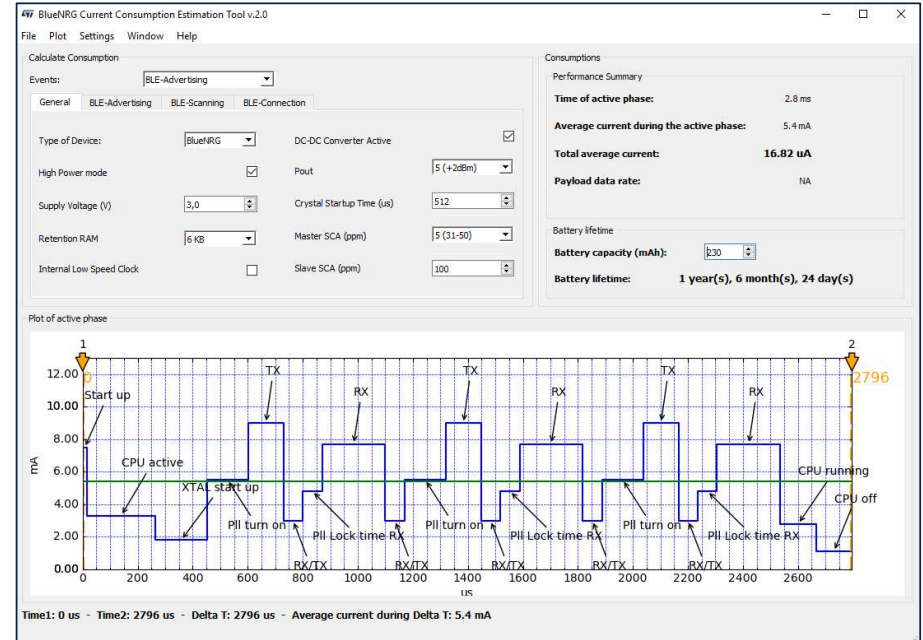 BlueNRG Current Consumption Estimation Tool v.2.0
File Plot Settings Window Help
Calculate Consumption
Events: BLE-Advertising
General BLE-Advertising BLE-Scanning BLE-Connection
Type of Device: BlueNRG DC-DC Converter Active
High Power mode Pout 5 (+2dBm)
Supply Voltage (V) 3,0 Crystal Startup Time (us) 512
Retention RAM 6 KB Master SCA (ppm) 5 (31-50)
Internal Low Speed Clock Slave SCA (ppm) 100
Consumptions
Performance Summary
Time of active phase: 2.8 ms
Average current during the active phase: 5.4 mA
Total average current: 16.82 uA
Payload data rate: NA
Battery lifetime
Battery capacity (mAh): 230
Battery lifetime: 1 year(s), 6 month(s), 24 day(s)
Plot of active phase
1 2
0 2796
12.00
10.00
8.00
6.00
4.00
2.00
0.00
mA
TX TX TX
Start up RX RX RX
CPU active CPU running
XTAL start up CPU off
Pll turn on Pll Lock time RX Pll turn on Pll Lock time RX Pll turn on Pll Lock time RX
RX/TX RX/TX RX/TX RX/TX RX/TX
0 200 400 600 800 1000 1200 1400 1600 1800 2000 2200 2400 2600
us
Time1: 0 us - Time2: 2796 us - Delta T: 2796 us - Average current during Delta T: 5.4 mA